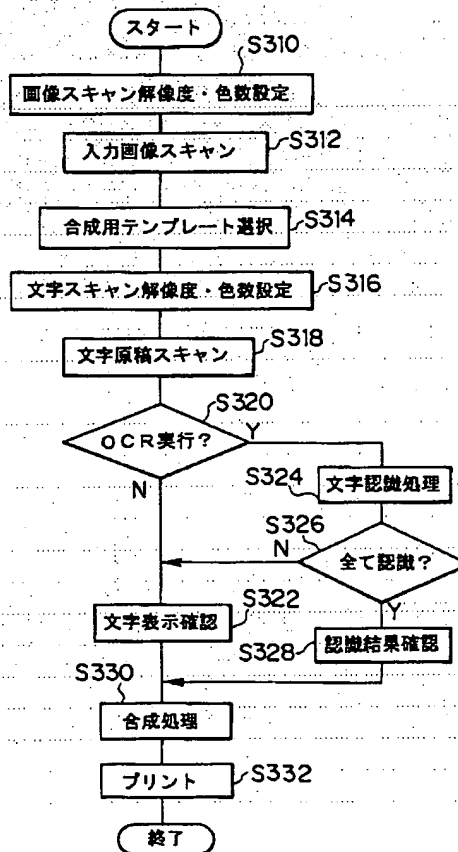 スタート
S310
画像スキャン解像度・色数設定
S312
入力画像スキャン
S314
合成用テンプレート選択
S316
文字スキャン解像度・色数設定
S318
文字原稿スキャン
S320
OCR実行?
Y
N
S324
文字認識処理
S326
全て認識?
N
Y
S322
文字表示確認
S328
認識結果確認
S330
合成処理
S332
プリント
終了